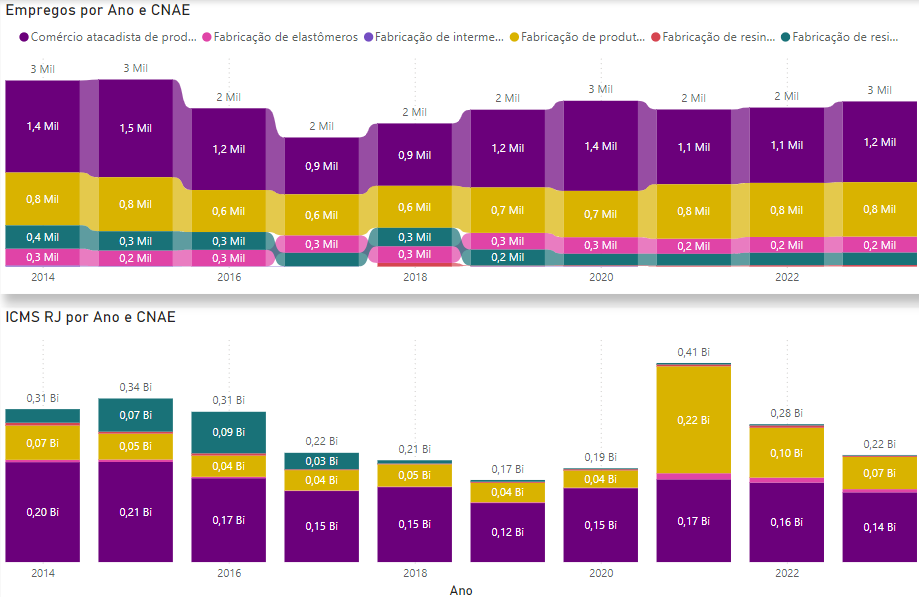 Empregos por Ano e CNAE
Comércio atacadista de prod... Fabricação de elastômeros Fabricação de interme... Fabricação de produt... Fabricação de resin... Fabricação de resi...
3 Mil 3 Mil 2 Mil 2 Mil 2 Mil 2 Mil 3 Mil 2 Mil 2 Mil 3 Mil
1,4 Mil 1,5 Mil 1,2 Mil 0,9 Mil 0,9 Mil 1,2 Mil 1,4 Mil 1,1 Mil 1,1 Mil 1,2 Mil
0,8 Mil 0,8 Mil 0,6 Mil 0,6 Mil 0,6 Mil 0,7 Mil 0,7 Mil 0,8 Mil 0,8 Mil 0,8 Mil
0,4 Mil 0,3 Mil 0,3 Mil 0,3 Mil 0,3 Mil 0,3 Mil 0,3 Mil 0,2 Mil 0,2 Mil 0,2 Mil
0,3 Mil 0,2 Mil 0,3 Mil 0,3 Mil 0,2 Mil
2014 2016 2018 2020 2022
ICMS RJ por Ano e CNAE
0,31 Bi 0,34 Bi 0,31 Bi 0,22 Bi 0,21 Bi 0,17 Bi 0,19 Bi 0,41 Bi 0,28 Bi 0,22 Bi
0,07 Bi 0,09 Bi 0,03 Bi
0,07 Bi 0,05 Bi 0,04 Bi 0,04 Bi 0,05 Bi 0,04 Bi 0,04 Bi 0,22 Bi 0,10 Bi 0,07 Bi
0,20 Bi 0,21 Bi 0,17 Bi 0,15 Bi 0,15 Bi 0,12 Bi 0,15 Bi 0,17 Bi 0,16 Bi 0,14 Bi
2014 2016 2018 2020 2022
Ano